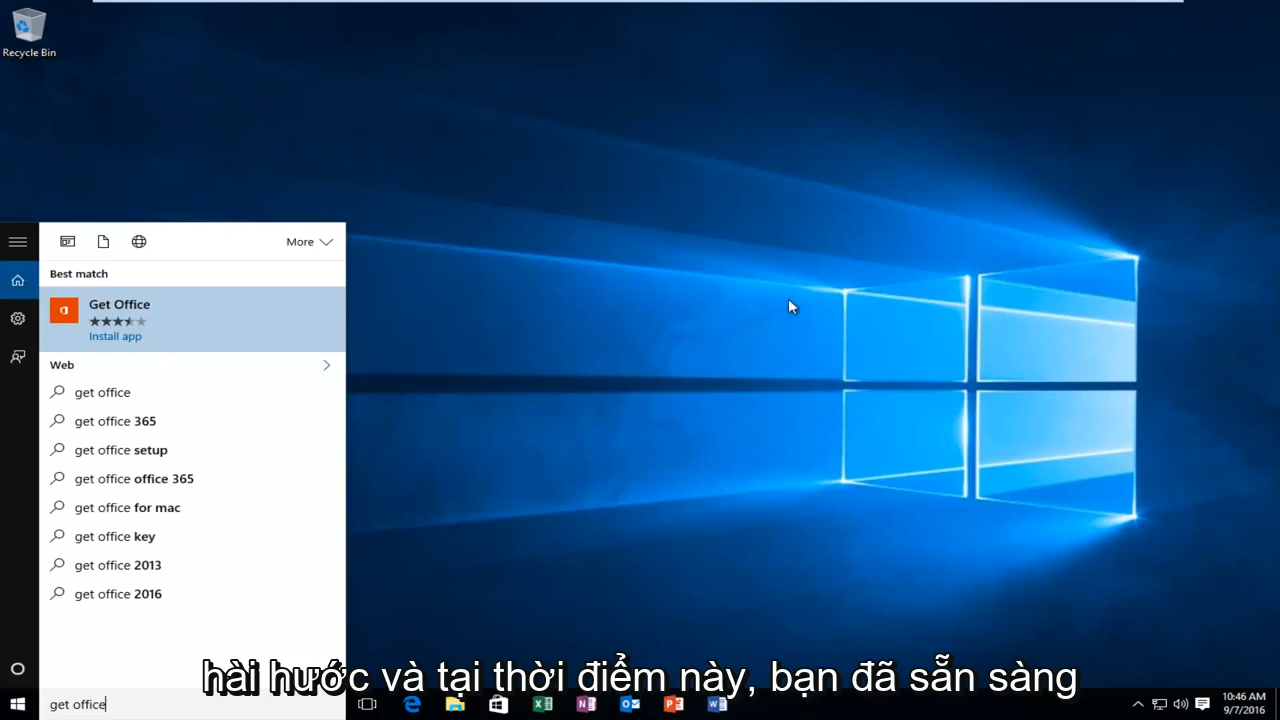 Recycle Bin
More
Best match
Get Office
Install app
Web
get office
get office 365
get office setup
get office office 365
get office for mac
get office key
get office 2013
get office 2016
hài hước và tại thời điểm này, bạn đã sẵn sàng
get office
10:46 AM
9/7/2016